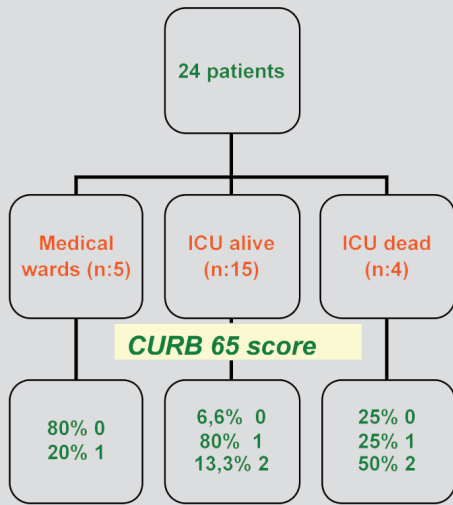 24 patients
Medical
wards (n:5)
ICU alive
(n:15)
ICU dead
(n:4)
CURB 65 score
80% 0
20% 1
6,6% 0
80% 1
13,3% 2
25% 0
25% 1
50% 2